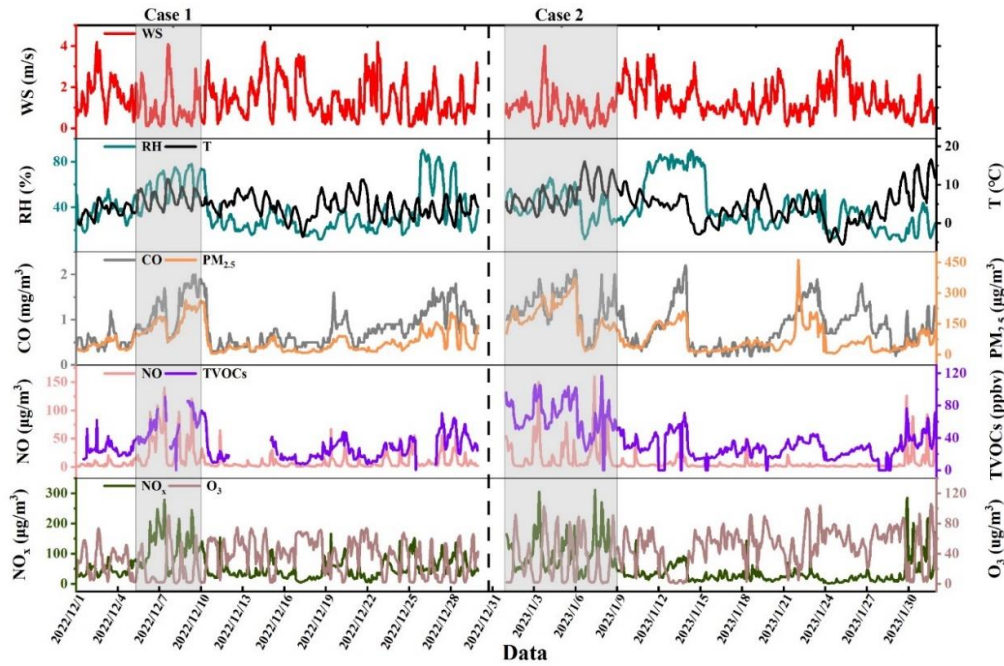 Case 1 Case 2
WS
WS (m/s)
4
2
0
RH T
RH (%)
80
40
T (°C)
20
10
0
CO PM2.5
CO (mg/m³)
2
1
0
PM2.5 (µg/m³)
450
300
150
0
NO TVOCs
NO (µg/m³)
150
100
50
0
TVOCs (ppbv)
120
80
40
0
NOx O3
NOx (µg/m³)
300
200
100
0
O3 (ug/m³)
120
80
40
0
2022/12/1 2022/12/4 2022/12/7 2022/12/10 2022/12/13 2022/12/16 2022/12/19 2022/12/22 2022/12/25 2022/12/28 2022/12/31 2023/1/3 2023/1/6 2023/1/9 2023/1/12 2023/1/15 2023/1/18 2023/1/21 2023/1/24 2023/1/27 2023/1/30
Data